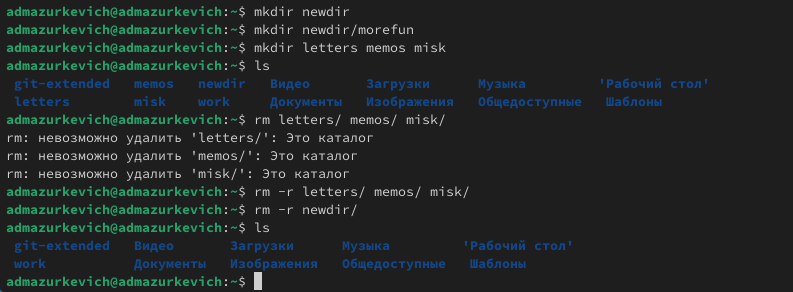 admazurkevich@admazurkevich:~$ mkdir newdir
admazurkevich@admazurkevich:~$ mkdir newdir/morefun
admazurkevich@admazurkevich:~$ mkdir letters memos misk
admazurkevich@admazurkevich:~$ ls
git-extended memos newdir Видео Загрузки Музыка 'Рабочий стол'
letters misk work Документы Изображения Общедоступные Шаблоны
admazurkevich@admazurkevich:~$ rm letters/ memos/ misk/
rm: невозможно удалить 'letters/': Это каталог
rm: невозможно удалить 'memos/': Это каталог
rm: невозможно удалить 'misk/': Это каталог
admazurkevich@admazurkevich:~$ rm -r letters/ memos/ misk/
admazurkevich@admazurkevich:~$ rm -r newdir/
admazurkevich@admazurkevich:~$ ls
git-extended Видео Загрузки Музыка 'Рабочий стол'
work Документы Изображения Общедоступные Шаблоны
admazurkevich@admazurkevich:~$